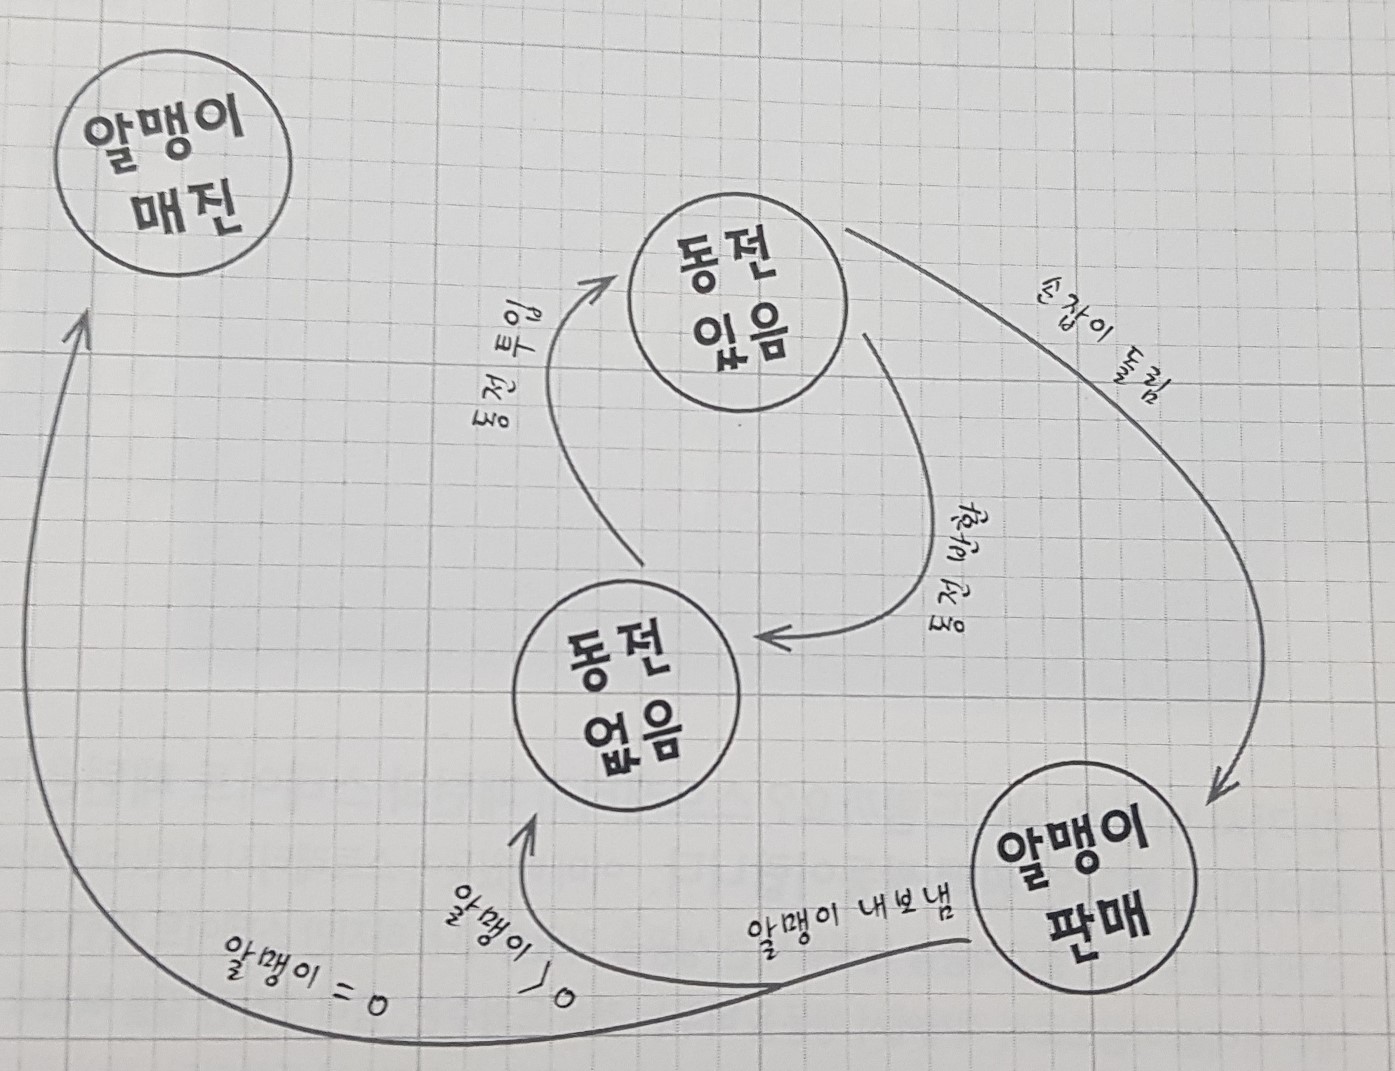 알맹이
매진
동전
있음
손잡이 돌림
동전 투입
동전 반환
동전
없음
알맹이
판매
알맹이 내보냄
알맹이 > 0
알맹이 = 0